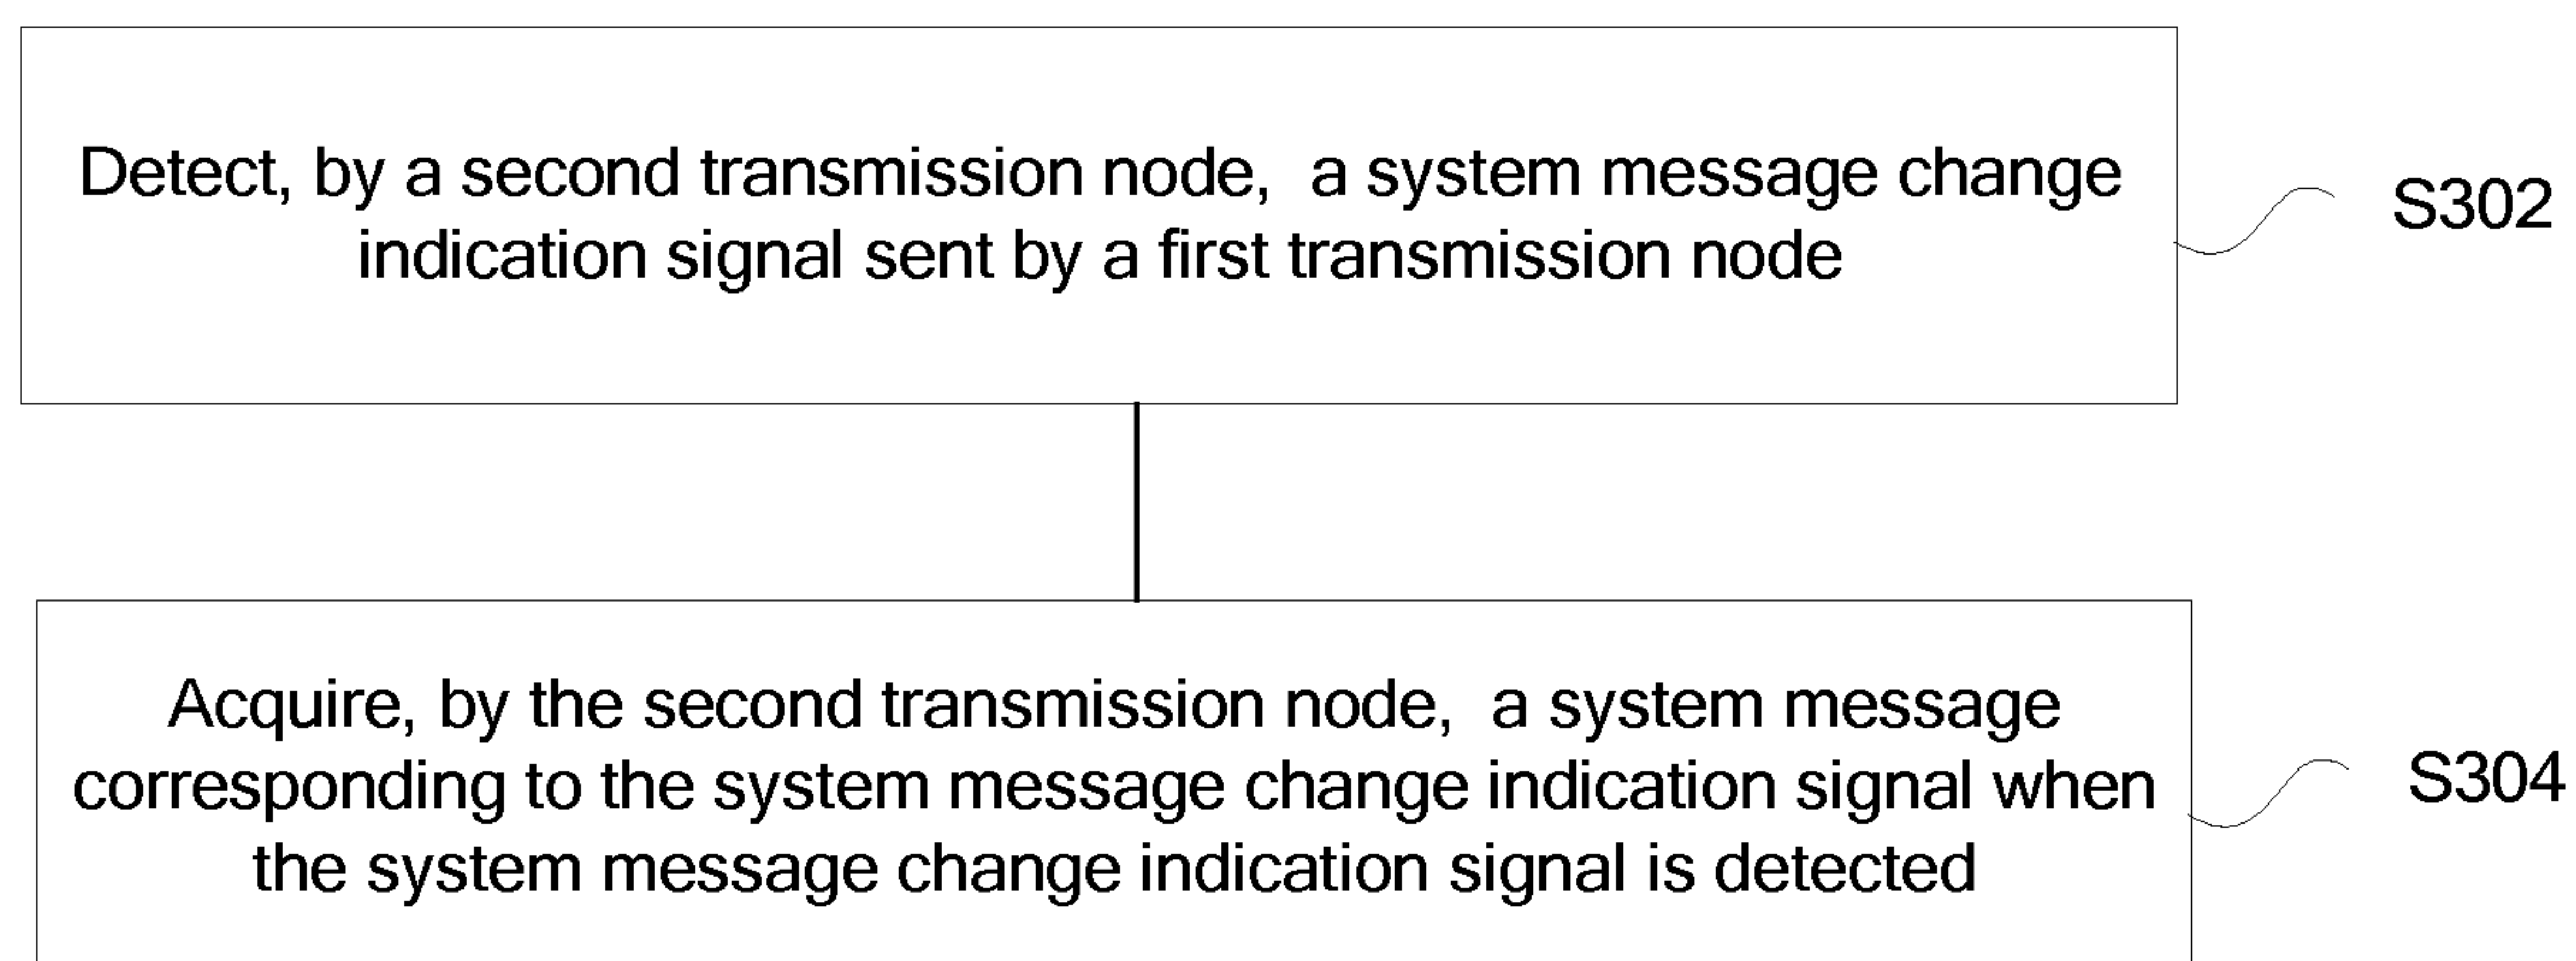 Detect, by a second transmission node, a system message change
indication signal sent by a first transmission node
S302
Acquire, by the second transmission node, a system message
corresponding to the system message change indication signal when
the system message change indication signal is detected
S304